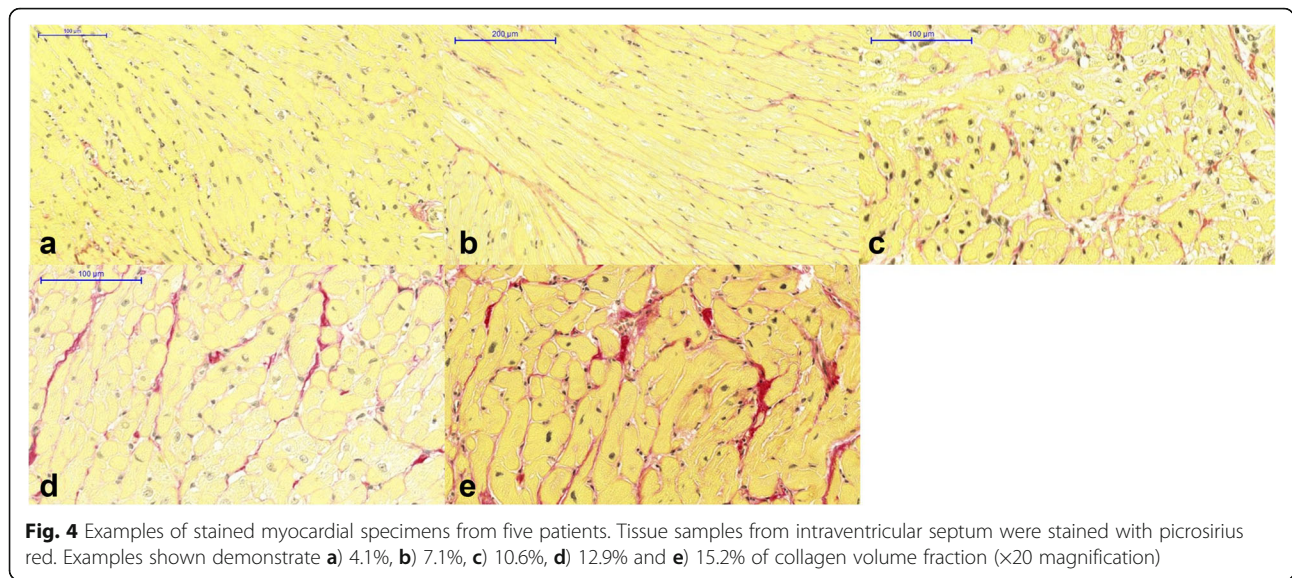 100 µm
200 µm
100 µm
a
b
c
100 µm
d
e
Fig. 4 Examples of stained myocardial specimens from five patients. Tissue samples from intraventricular septum were stained with picrosirius
red. Examples shown demonstrate a) 4.1%, b) 7.1%, c) 10.6%, d) 12.9% and e) 15.2% of collagen volume fraction (×20 magnification)